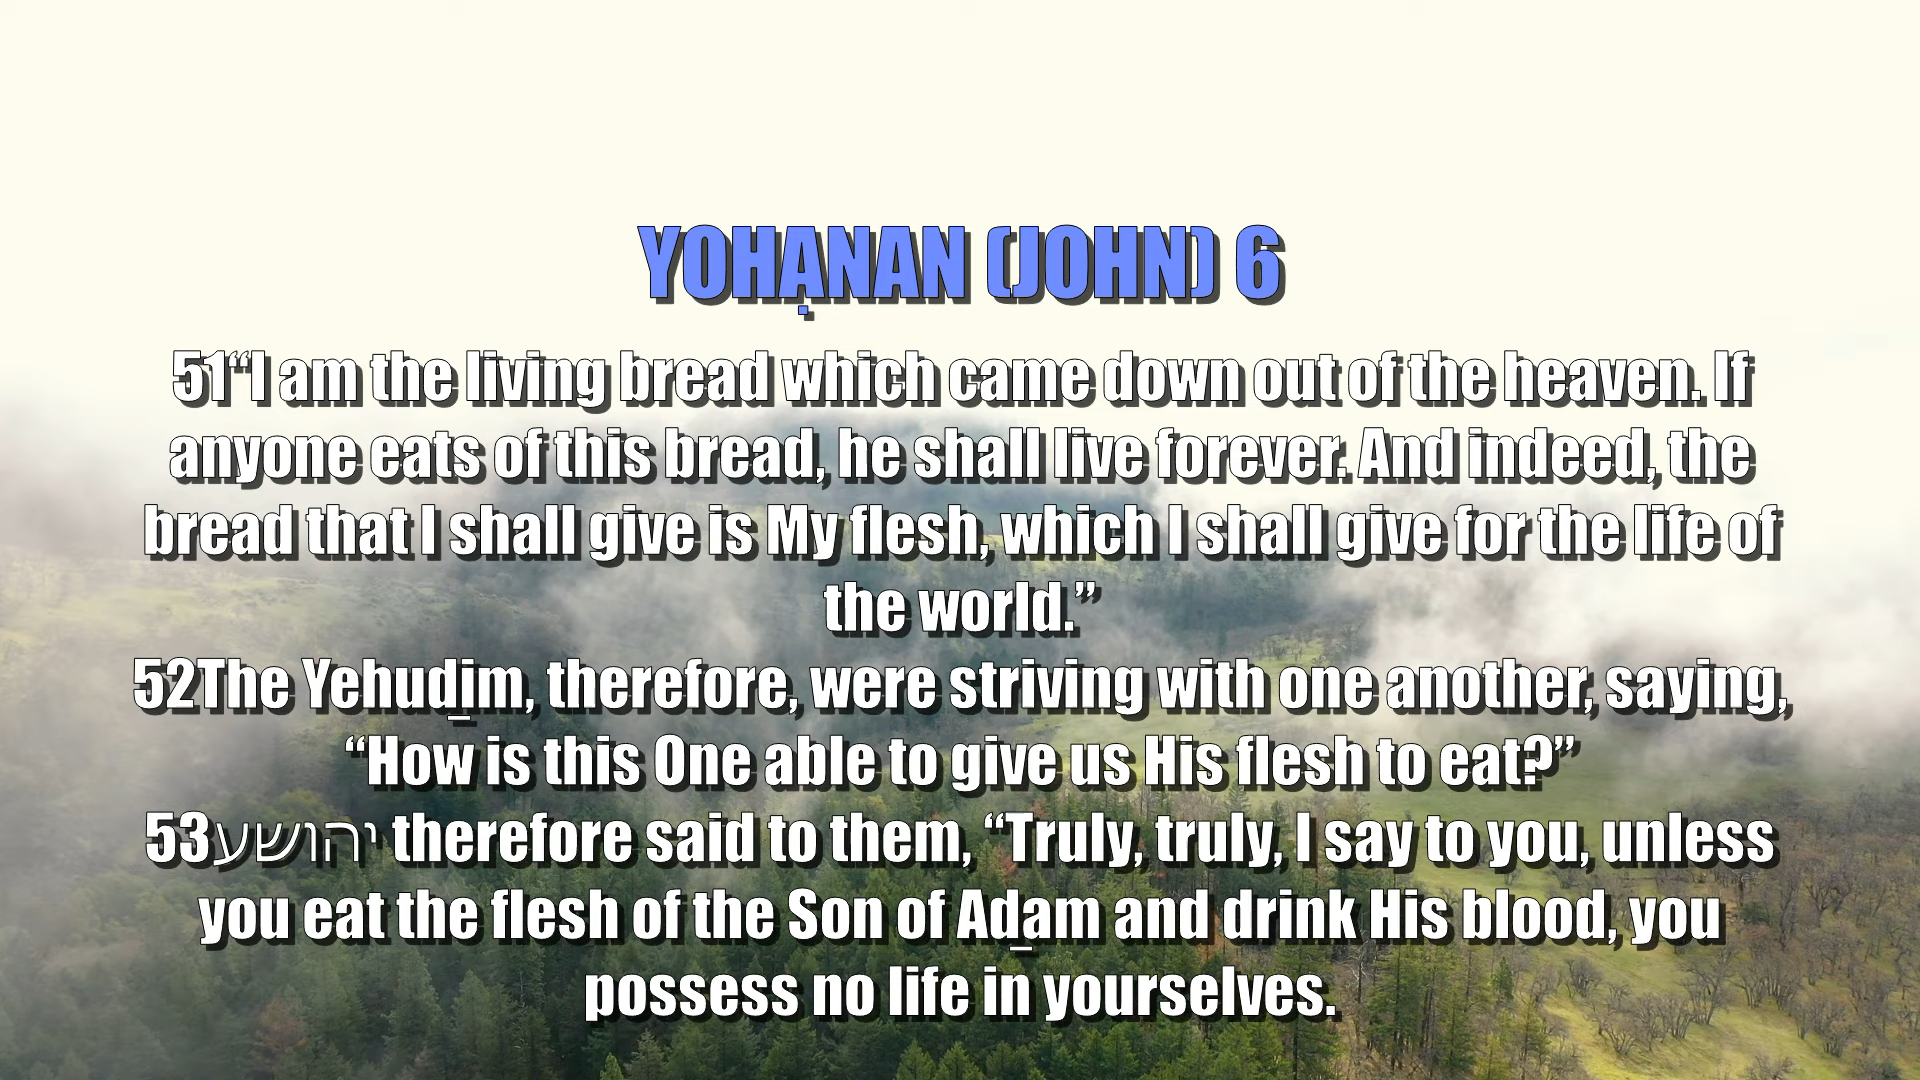 YOHẠNAN (JOHN) 6
51“I am the living bread which came down out of the heaven. If
anyone eats of this bread, he shall live forever. And indeed, the
bread that I shall give is My flesh, which I shall give for the life of
the world.”
52The Yehuḏim, therefore, were striving with one another, saying,
“How is this One able to give us His flesh to eat?”
53יהושע therefore said to them, “Truly, truly, I say to you, unless
you eat the flesh of the Son of Aḏam and drink His blood, you
possess no life in yourselves.